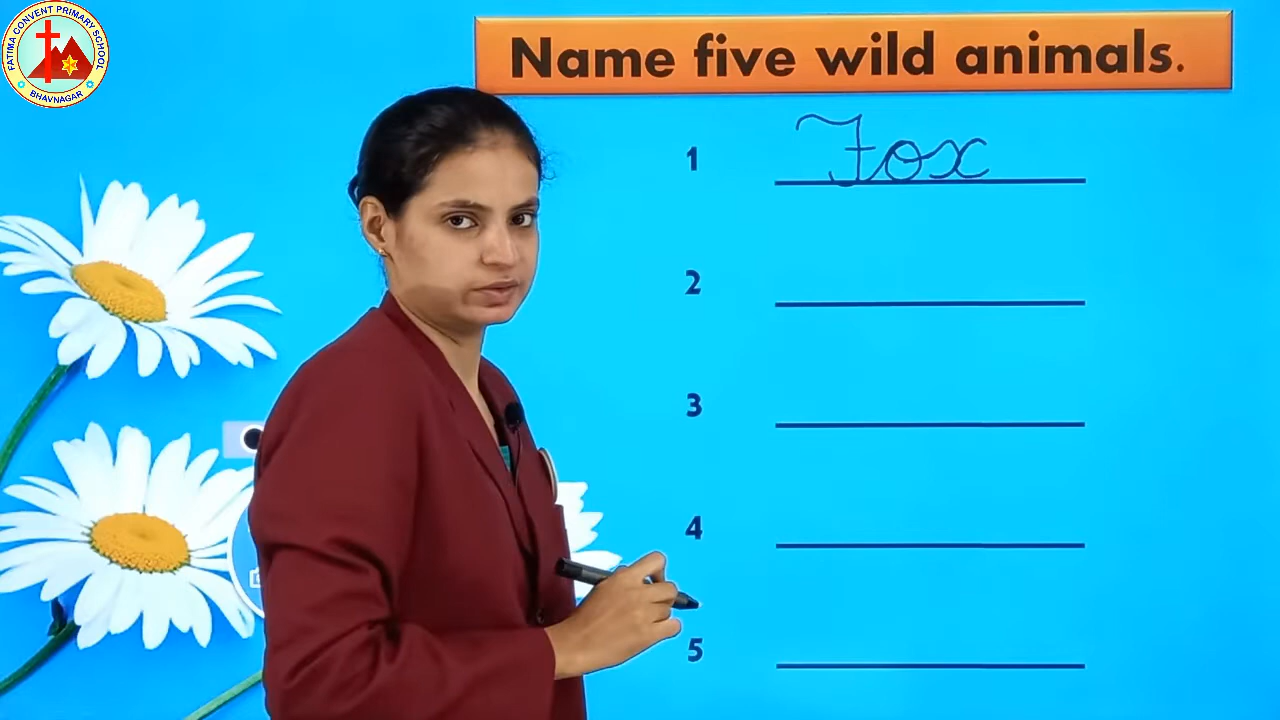 FATIMA CONVENT PRIMARY SCHOOL
BHAVNAGAR
Name five wild animals.
1 Fox
2
3
4
5